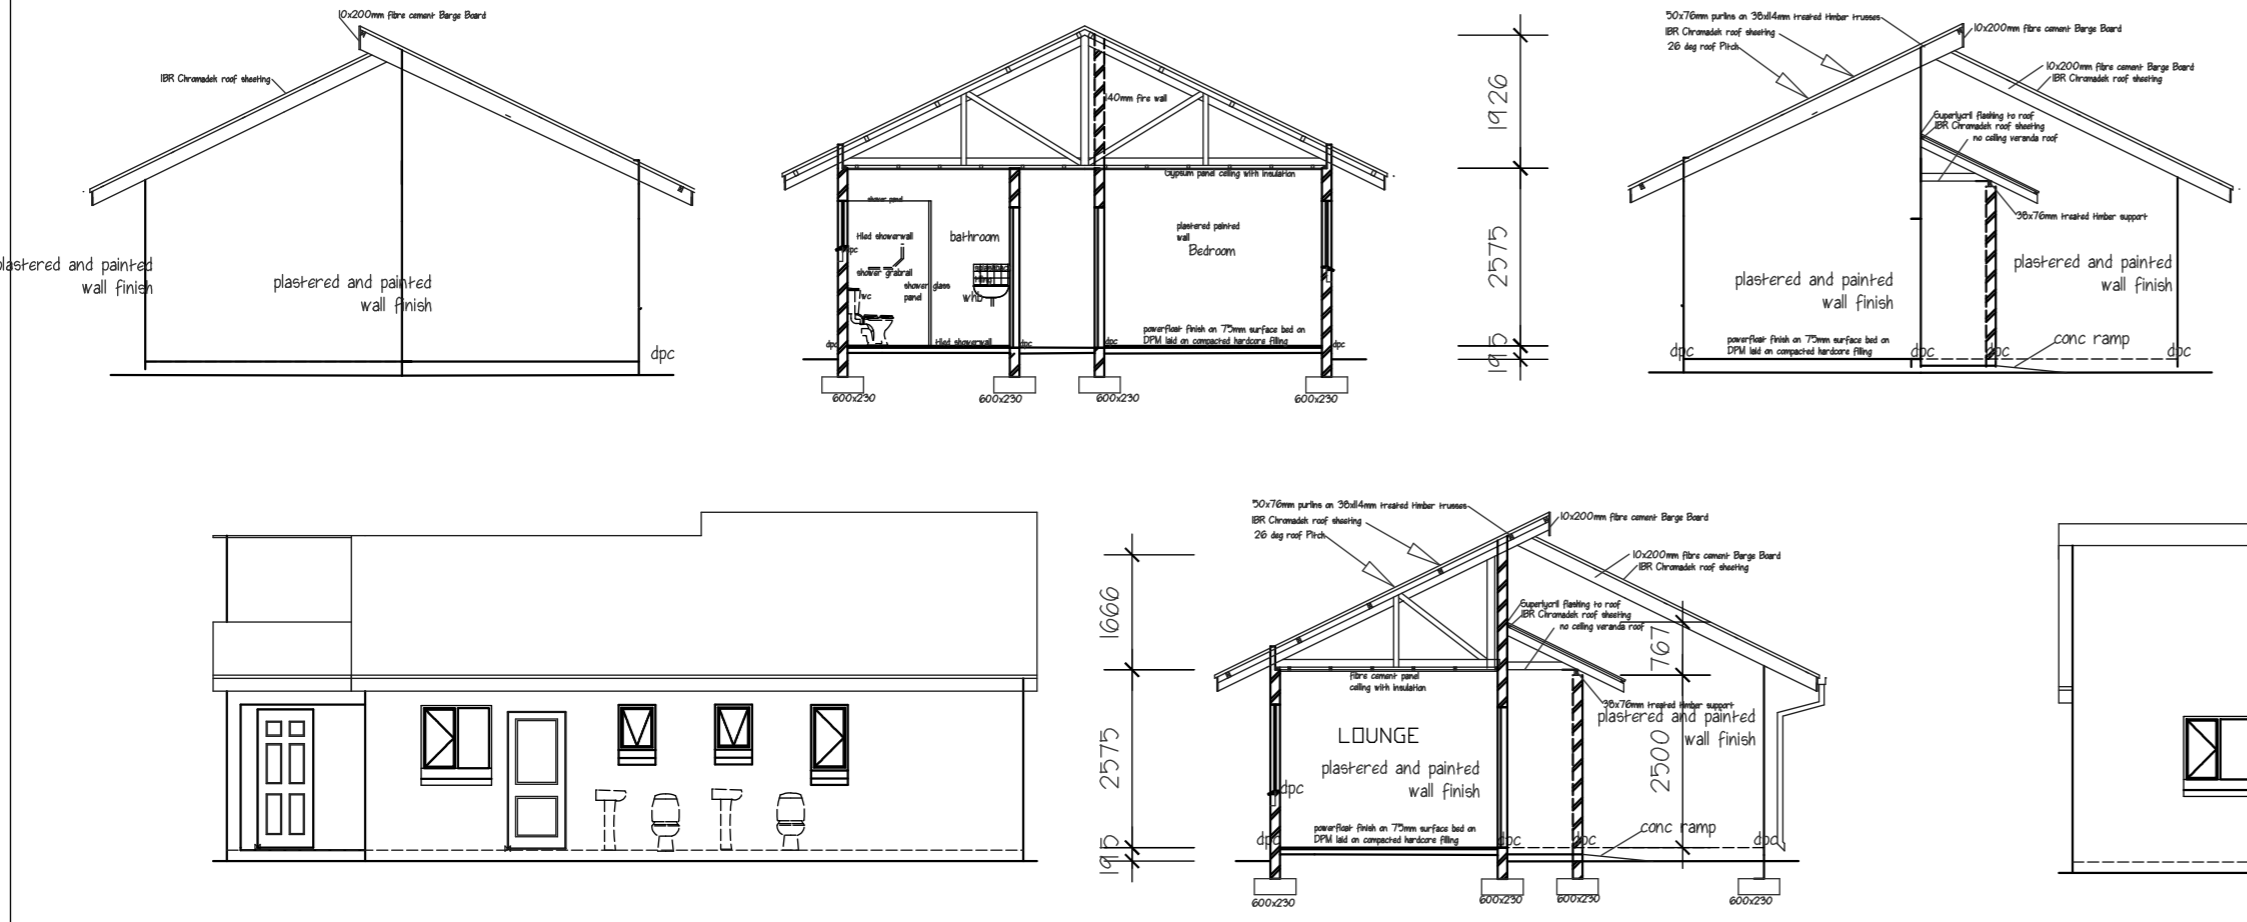 10x200mm fibre cement Barge Board
IBR Chromadek roof sheeting
plastered and painted
wall finish
plastered and painted
wall finish
dpc
140mm fire wall
Gypsum panel ceiling with insulation
shower panel
tiled showerwall
bathroom
dpc
shower grabrail
shower glass
panel
wc
whb
plastered painted
wall
Bedroom
powerfloat finish on 75mm surface bed on
DPM laid on compacted hardcore filling
dpc
tiled showerwall
dpc
dpc
dpc
600x230
600x230
600x230
600x230
1926
2575
195
50x76mm purlins on 38x114mm treated timber trusses
IBR Chromadek roof sheeting
26 deg roof Pitch
10x200mm fibre cement Barge Board
10x200mm fibre cement Barge Board
IBR Chromadek roof sheeting
Superlycril flashing to roof
IBR Chromadek roof sheeting
no ceiling veranda roof
38x76mm treated timber support
plastered and painted
wall finish
plastered and painted
wall finish
powerfloat finish on 75mm surface bed on
DPM laid on compacted hardcore filling
conc ramp
dpc
dpc
dpc
dpc
1666
2575
195
50x76mm purlins on 38x114mm treated timber trusses
IBR Chromadek roof sheeting
26 deg roof Pitch
10x200mm fibre cement Barge Board
10x200mm fibre cement Barge Board
IBR Chromadek roof sheeting
Superlycril flashing to roof
IBR Chromadek roof sheeting
no ceiling veranda roof
767
fibre cement panel
ceiling with insulation
38x76mm treated timber support
plastered and painted
wall finish
LOUNGE
plastered and painted
wall finish
2500
dpc
powerfloat finish on 75mm surface bed on
DPM laid on compacted hardcore filling
conc ramp
dpc
dpc
dpc
dpc
600x230
600x230
600x230
600x230